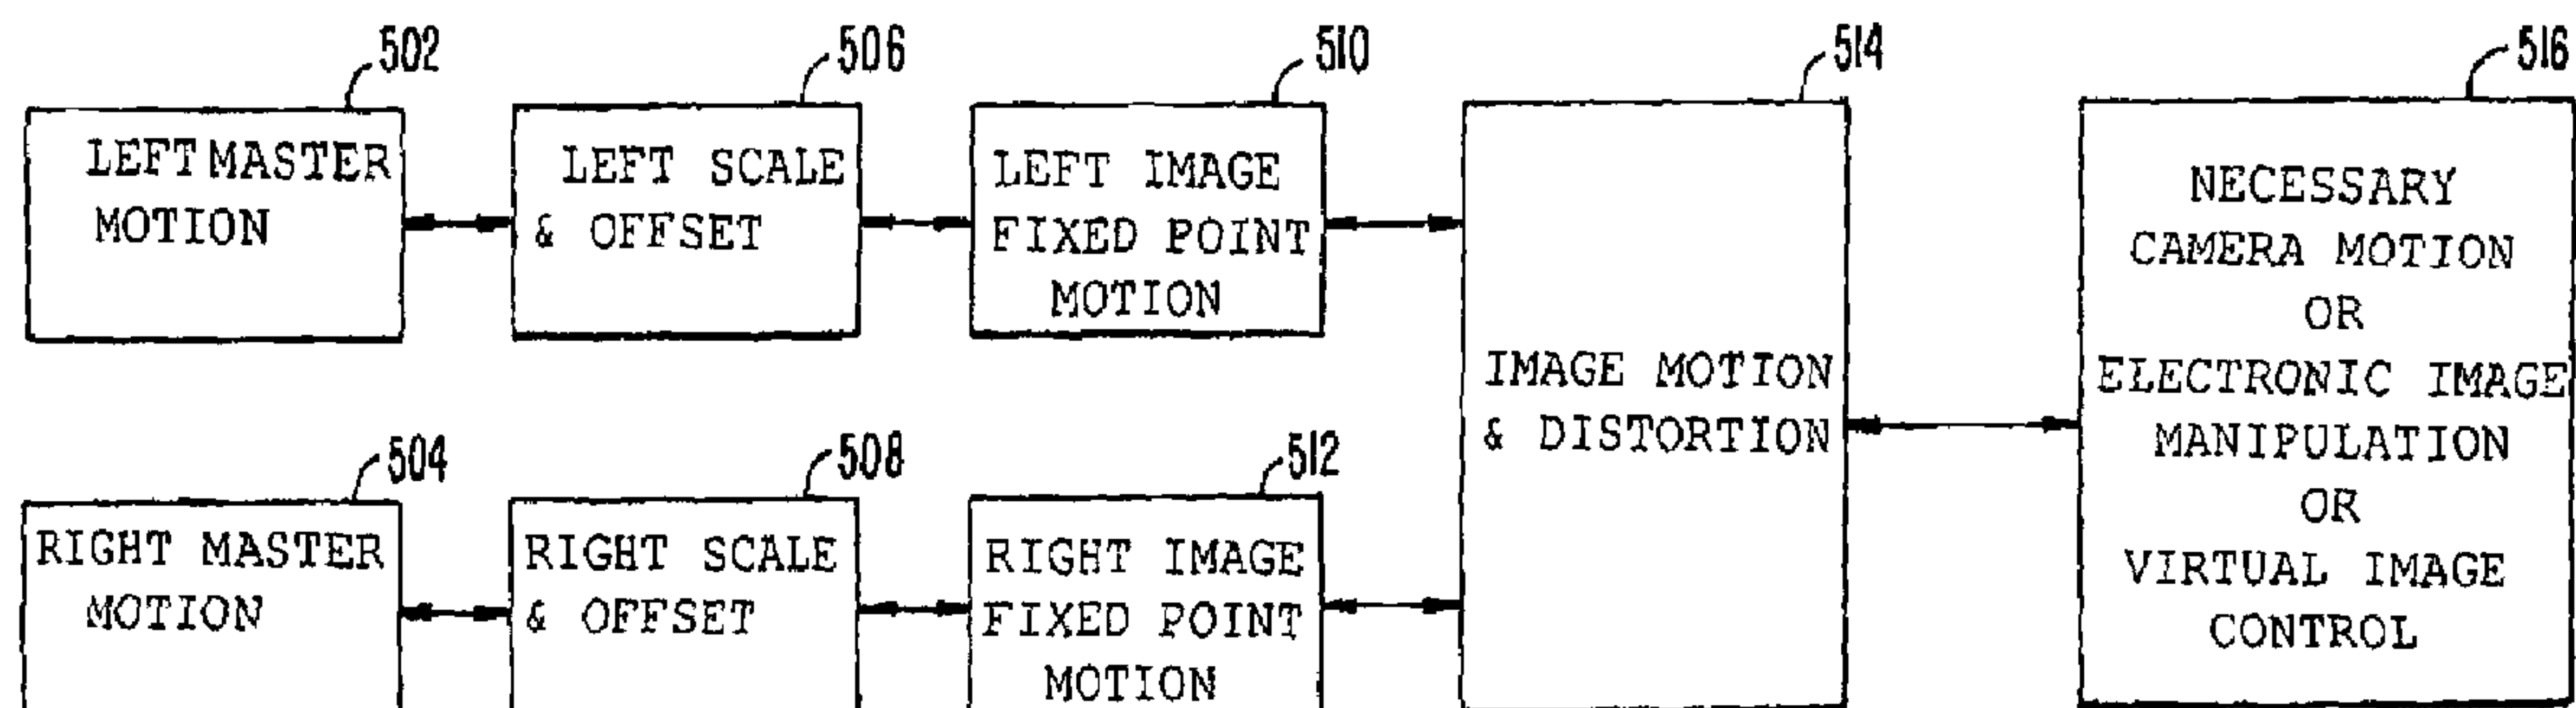 502
506
510
514
516
LEFT MASTER
MOTION
LEFT SCALE
& OFFSET
LEFT IMAGE
FIXED POINT
MOTION
IMAGE MOTION
& DISTORTION
NECESSARY
CAMERA MOTION
OR
ELECTRONIC IMAGE
MANIPULATION
OR
VIRTUAL IMAGE
CONTROL
504
508
512
RIGHT MASTER
MOTION
RIGHT SCALE
& OFFSET
RIGHT IMAGE
FIXED POINT
MOTION